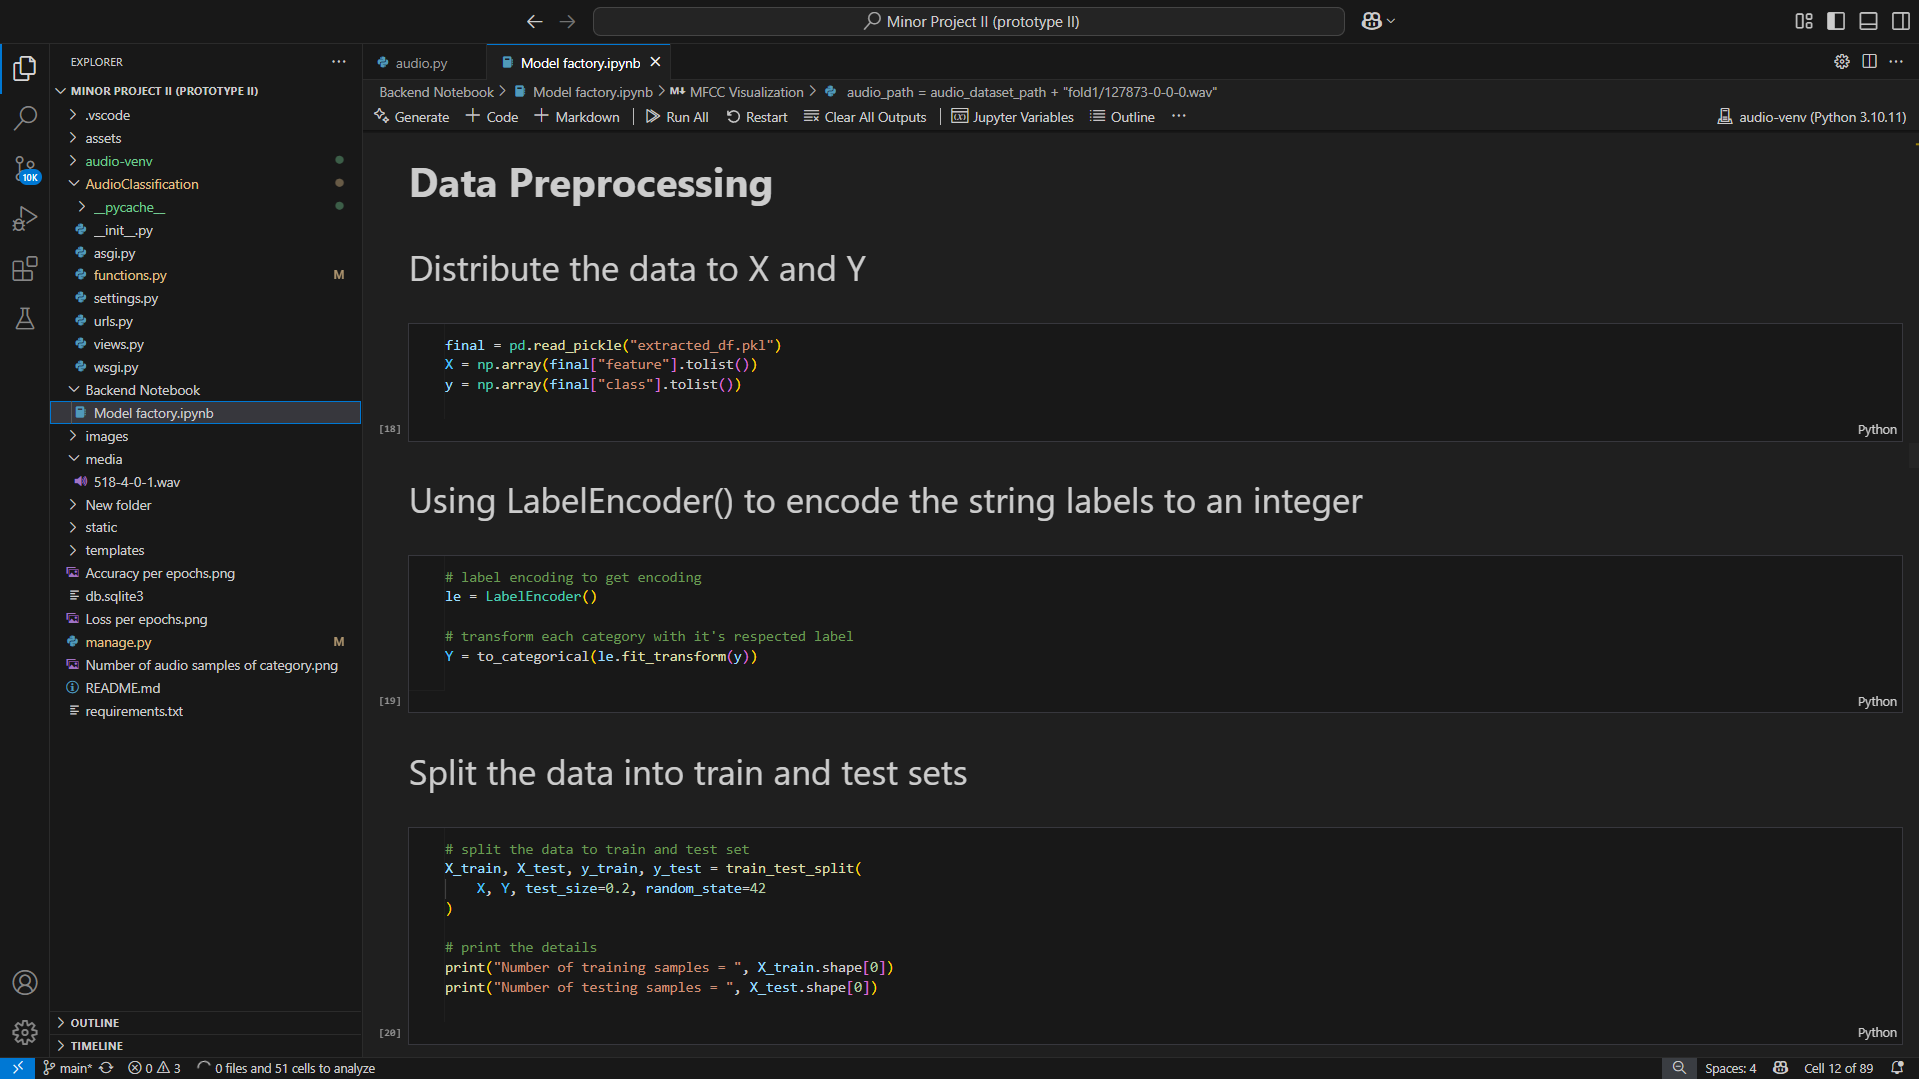 Minor Project II (prototype II)
EXPLORER
MINOR PROJECT II (PROTOTYPE II)
.vscode
assets
audio-venv
AudioClassification
__pycache__
__init__.py
asgi.py
functions.py M
settings.py
urls.py
views.py
wsgi.py
Backend Notebook
Model factory.ipynb
images
media
518-4-0-1.wav
New folder
static
templates
Accuracy per epochs.png
db.sqlite3
Loss per epochs.png
manage.py M
Number of audio samples of category.png
README.md
requirements.txt
OUTLINE
TIMELINE
10K
audio.py Model factory.ipynb
Backend Notebook > Model factory.ipynb > M↓ MFCC Visualization > audio_path = audio_dataset_path + "fold1/127873-0-0-0.wav"
Generate + Code + Markdown Run All Restart Clear All Outputs Jupyter Variables Outline ... audio-venv (Python 3.10.11)
Data Preprocessing
Distribute the data to X and Y
final = pd.read_pickle("extracted_df.pkl")
X = np.array(final["feature"].tolist())
y = np.array(final["class"].tolist())
[18] Python
Using LabelEncoder() to encode the string labels to an integer
# label encoding to get encoding
le = LabelEncoder()
# transform each category with it's respected label
Y = to_categorical(le.fit_transform(y))
[19] Python
Split the data into train and test sets
# split the data to train and test set
X_train, X_test, y_train, y_test = train_test_split(
X, Y, test_size=0.2, random_state=42
)
# print the details
print("Number of training samples = ", X_train.shape[0])
print("Number of testing samples = ", X_test.shape[0])
[20] Python
main* 0 3 0 files and 51 cells to analyze Spaces: 4 Cell 12 of 89